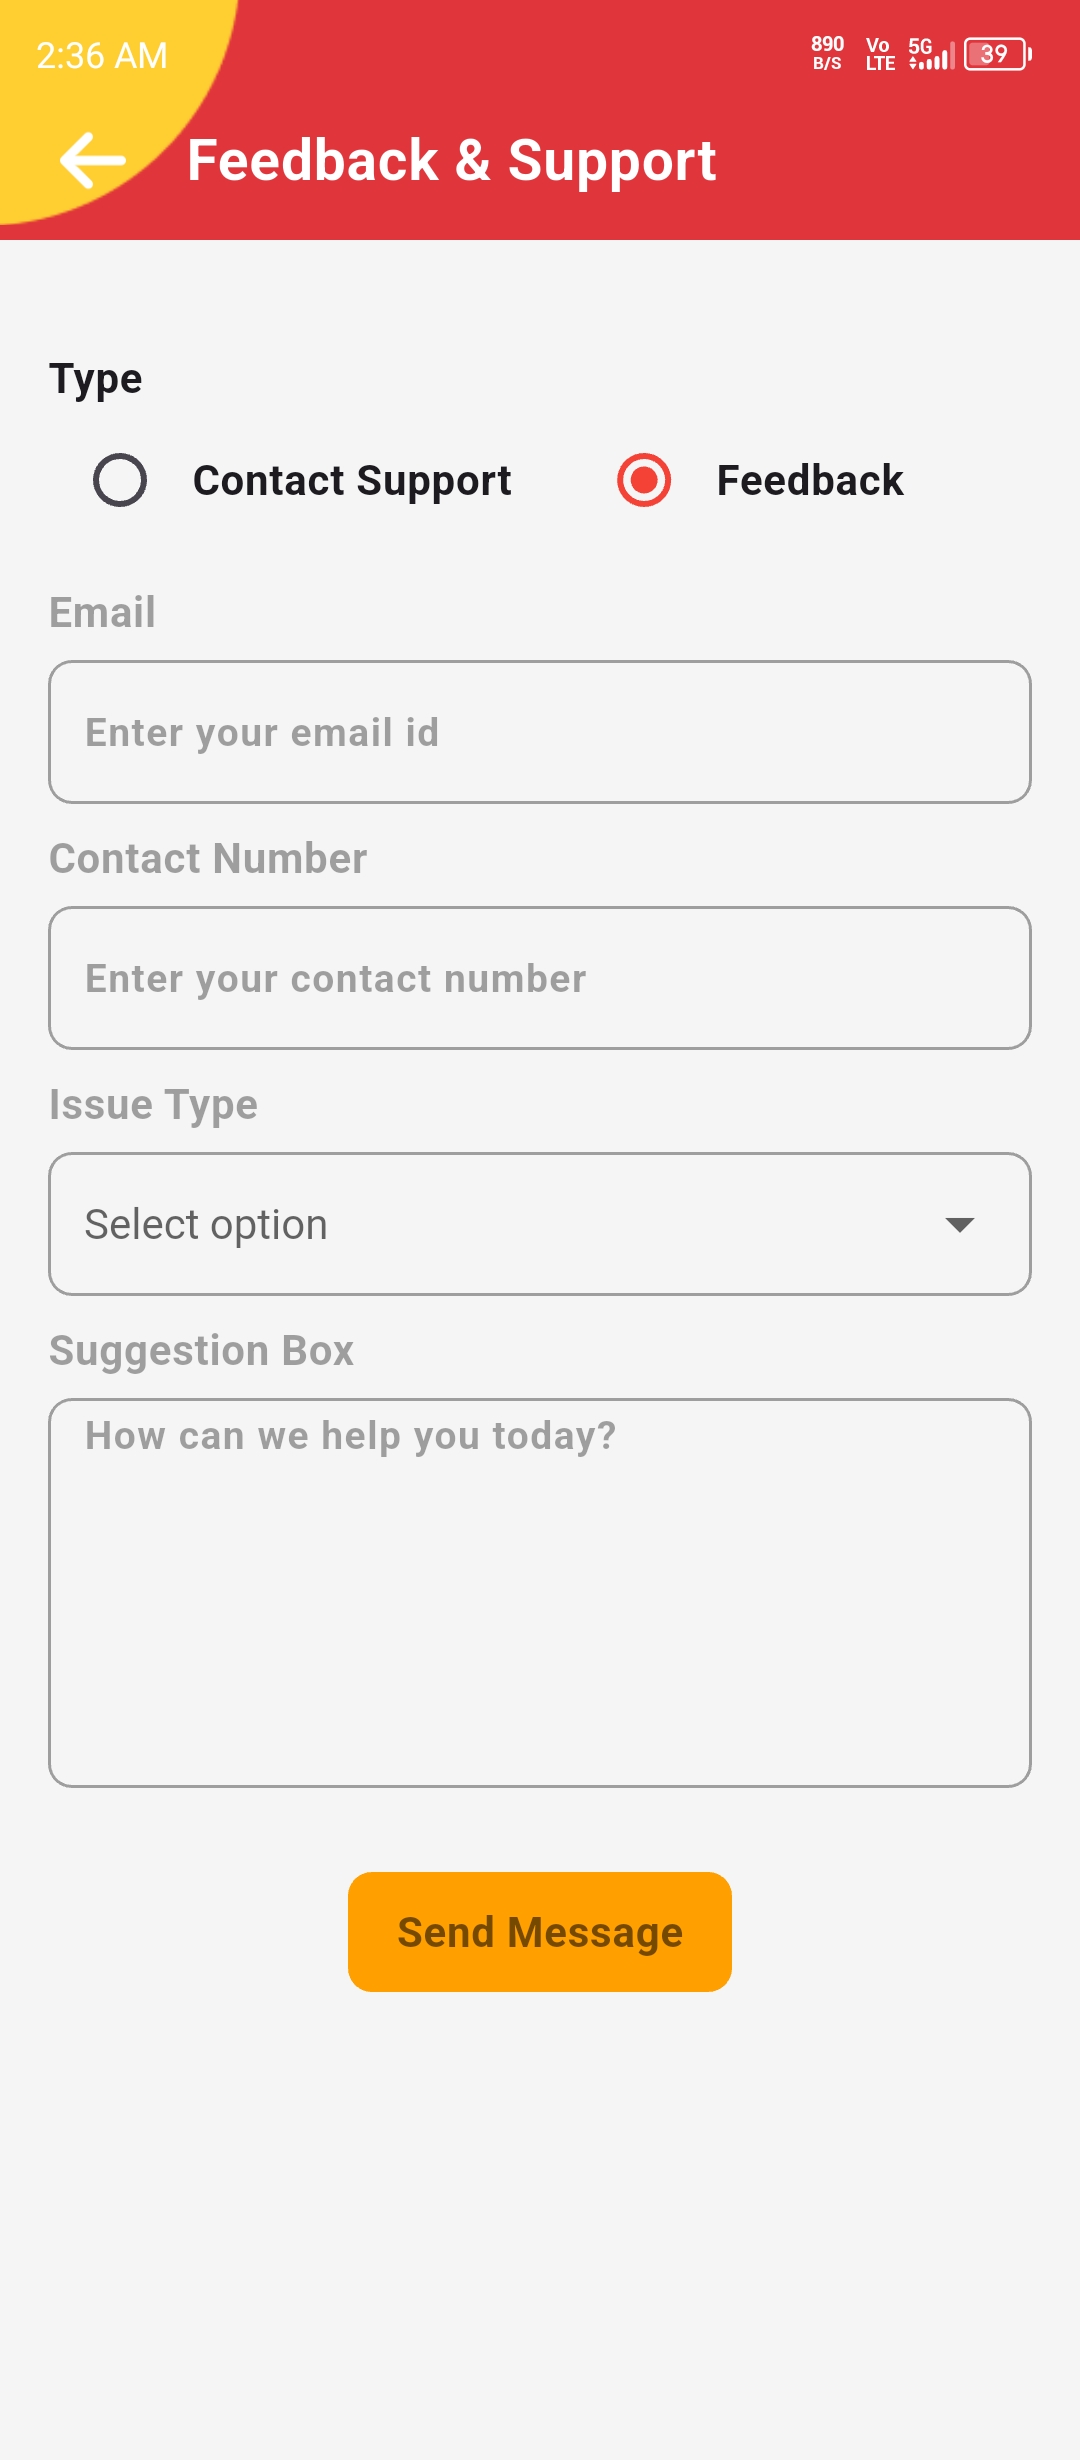 2:36 AM
890 B/S Vo LTE 5G 39
Feedback & Support
Type
Contact Support Feedback
Email
Enter your email id
Contact Number
Enter your contact number
Issue Type
Select option
Suggestion Box
How can we help you today?
Send Message